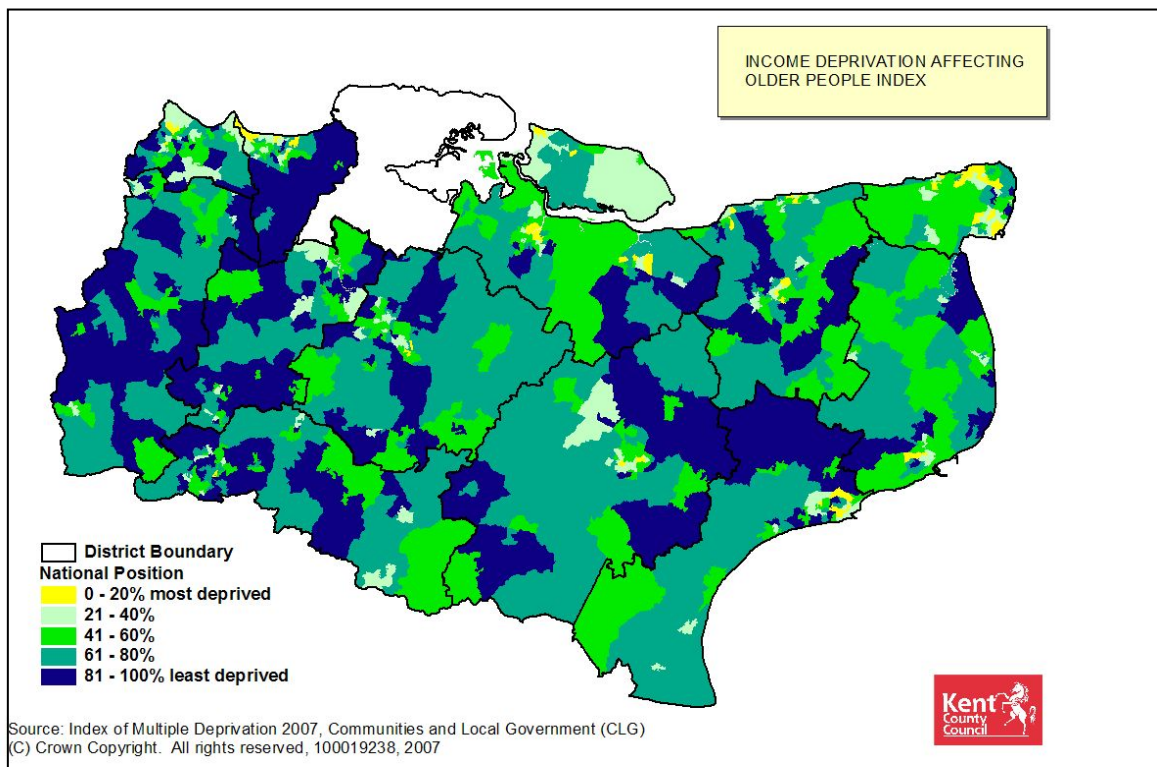 INCOME DEPRIVATION AFFECTING
OLDER PEOPLE INDEX
District Boundary
National Position
0 - 20% most deprived
21 - 40%
41 - 60%
61 - 80%
81 - 100% least deprived
Kent
County
Council
Source: Index of Multiple Deprivation 2007, Communities and Local Government (CLG)
(C) Crown Copyright. All rights reserved, 100019238, 2007